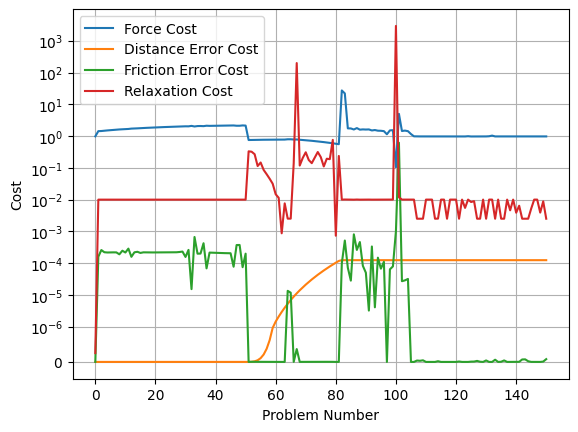 Force Cost
Distance Error Cost
Friction Error Cost
Relaxation Cost
10³
10²
10¹
10⁰
10⁻¹
10⁻²
10⁻³
10⁻⁴
10⁻⁵
10⁻⁶
0
Cost
0 20 40 60 80 100 120 140
Problem Number